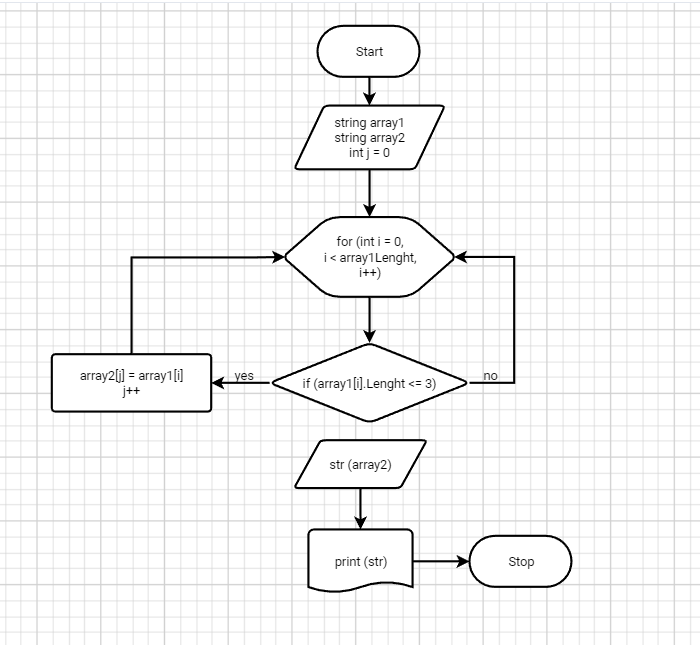 Start
string array1
string array2
int j = 0
for (int i = 0,
i < array1Lenght,
i++)
if (array1[i].Lenght <= 3)
yes
no
array2[j] = array1[i]
j++
str (array2)
print (str)
Stop